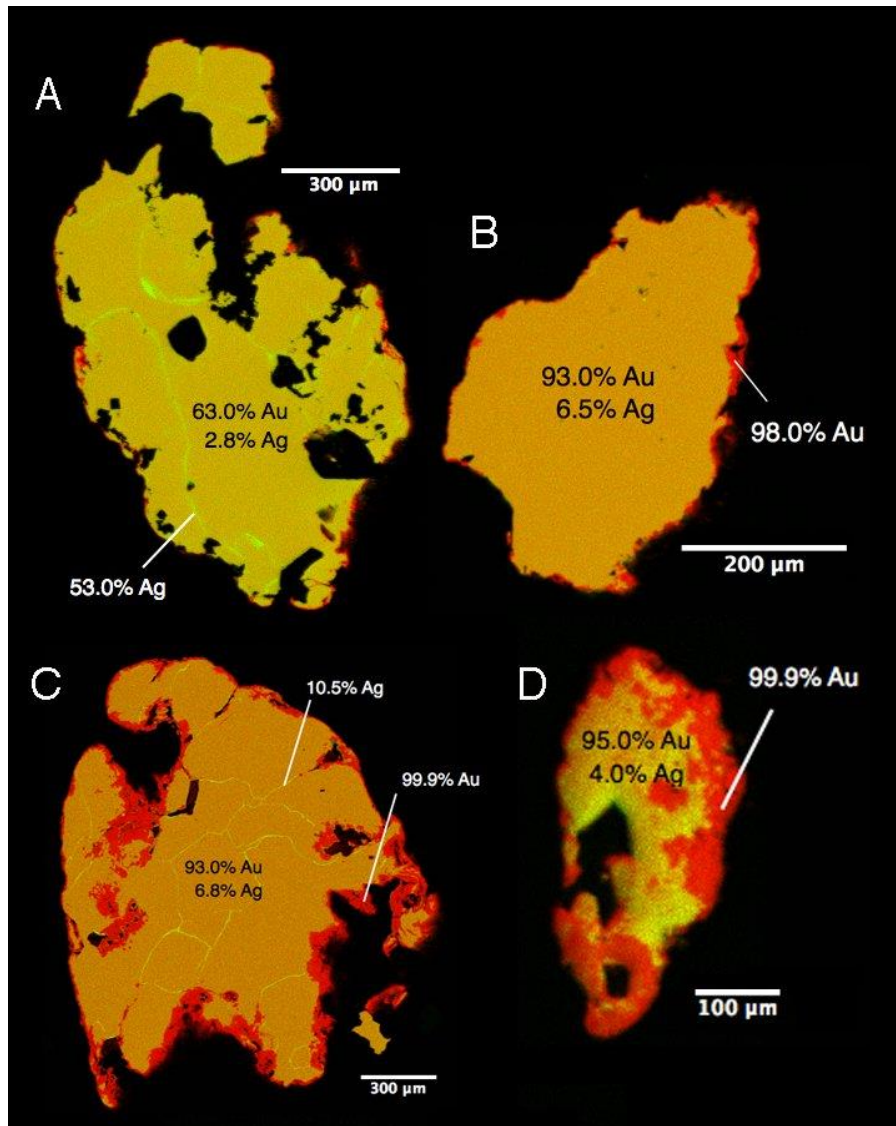 A
300 µm
63.0% Au
2.8% Ag
53.0% Ag
B
93.0% Au
6.5% Ag
98.0% Au
200 µm
C
10.5% Ag
99.9% Au
93.0% Au
6.8% Ag
300 µm
D
99.9% Au
95.0% Au
4.0% Ag
100 µm